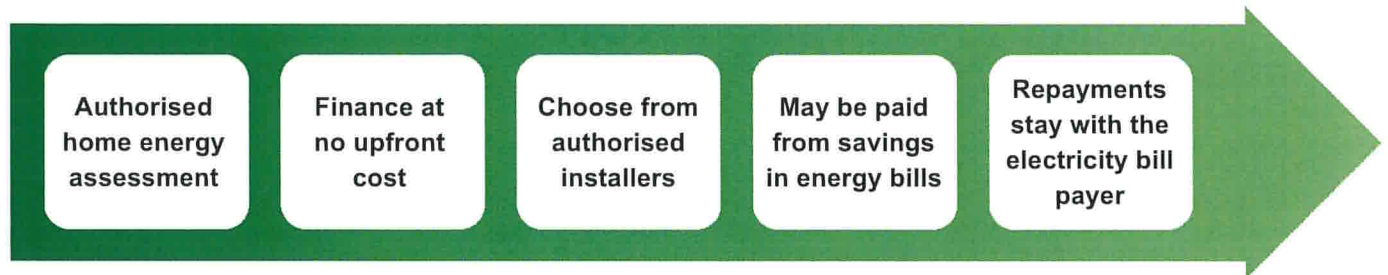 Authorised
home energy
assessment
Finance at
no upfront
cost
Choose from
authorised
installers
May be paid
from savings
in energy bills
Repayments
stay with the
electricity bill
payer